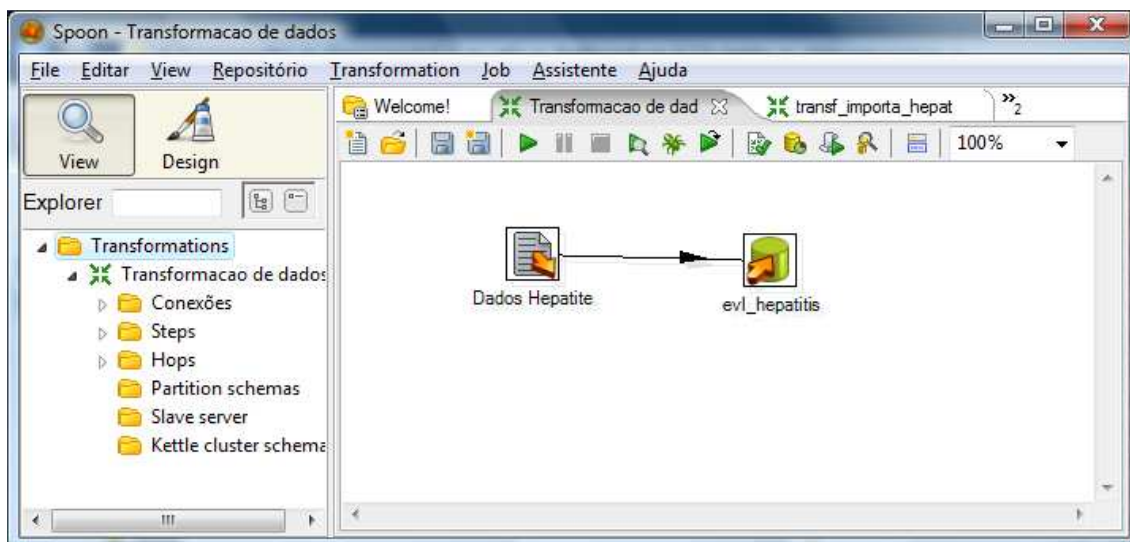 Spoon - Transformacao de dados
File Editar View Repositório Transformation Job Assistente Ajuda
View
Design
Welcome!
Transformacao de dad
transf_importa_hepat
»2
100%
Explorer
Transformations
Transformacao de dados
Conexões
Steps
Hops
Partition schemas
Slave server
Kettle cluster schema
Dados Hepatite
evl_hepatitis